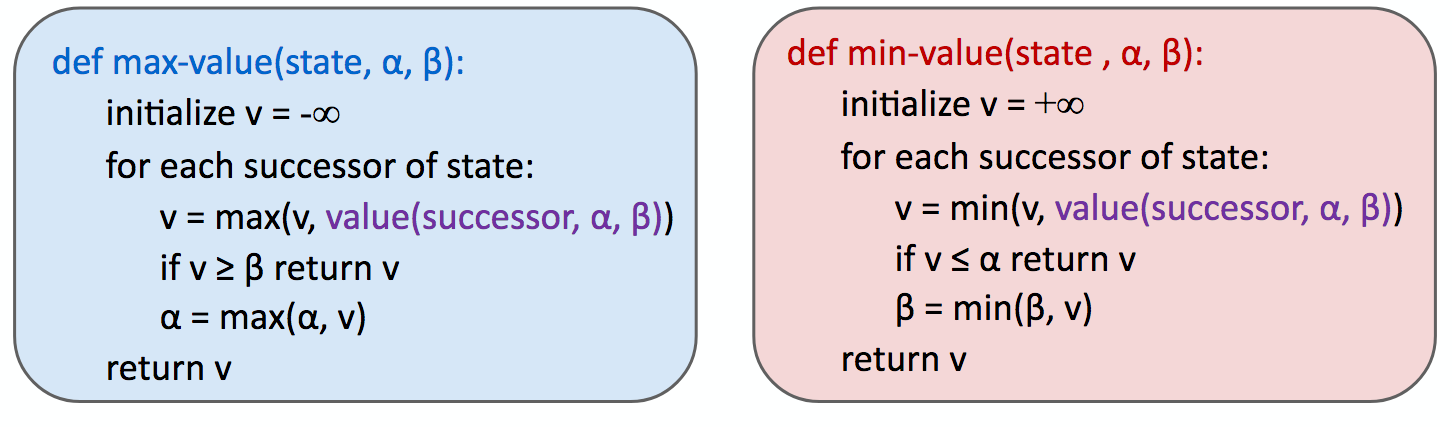 def max-value(state, α, β):
initialize v = -∞
for each successor of state:
v = max(v, value(successor, α, β))
if v ≥ β return v
α = max(α, v)
return v
def min-value(state , α, β):
initialize v = +∞
for each successor of state:
v = min(v, value(successor, α, β))
if v ≤ α return v
β = min(β, v)
return v